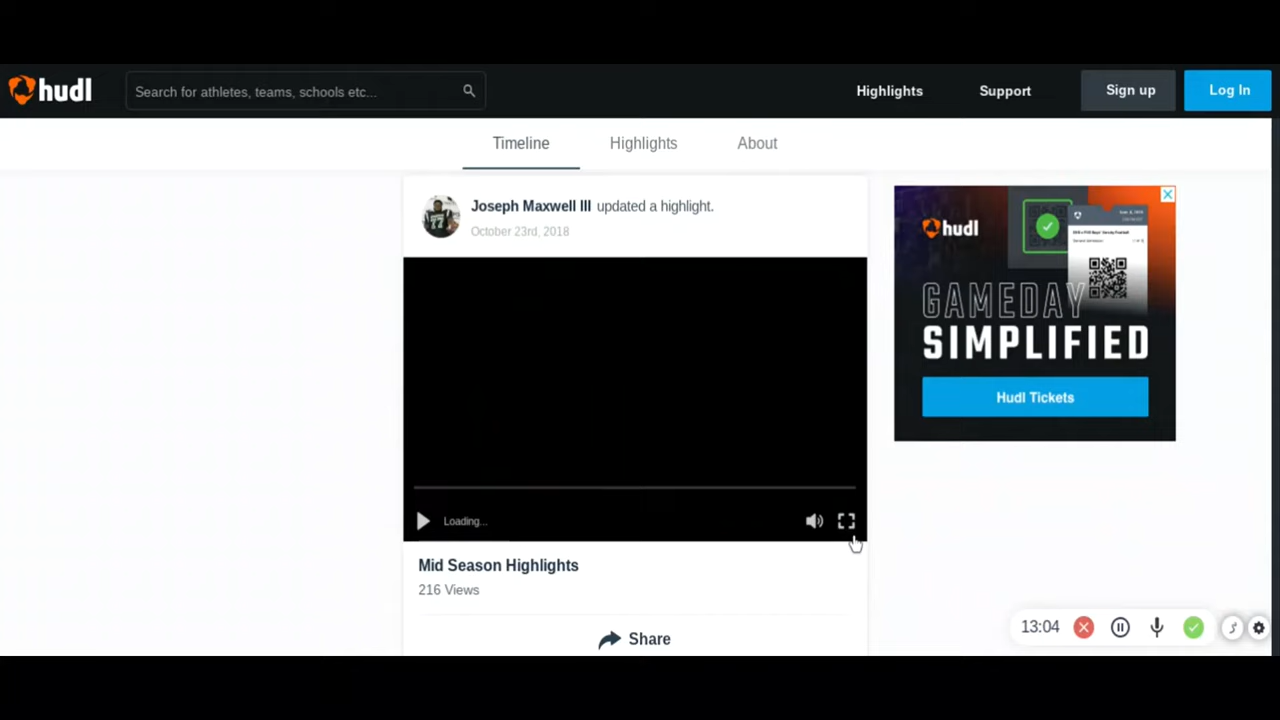 hudl
Search for athletes, teams, schools etc...
Highlights
Support
Sign up
Log In
Timeline
Highlights
About
Joseph Maxwell III updated a highlight.
October 23rd, 2018
77
hudl
GAMEDAY
SIMPLIFIED
Hudl Tickets
Loading...
Mid Season Highlights
216 Views
Share
13:04